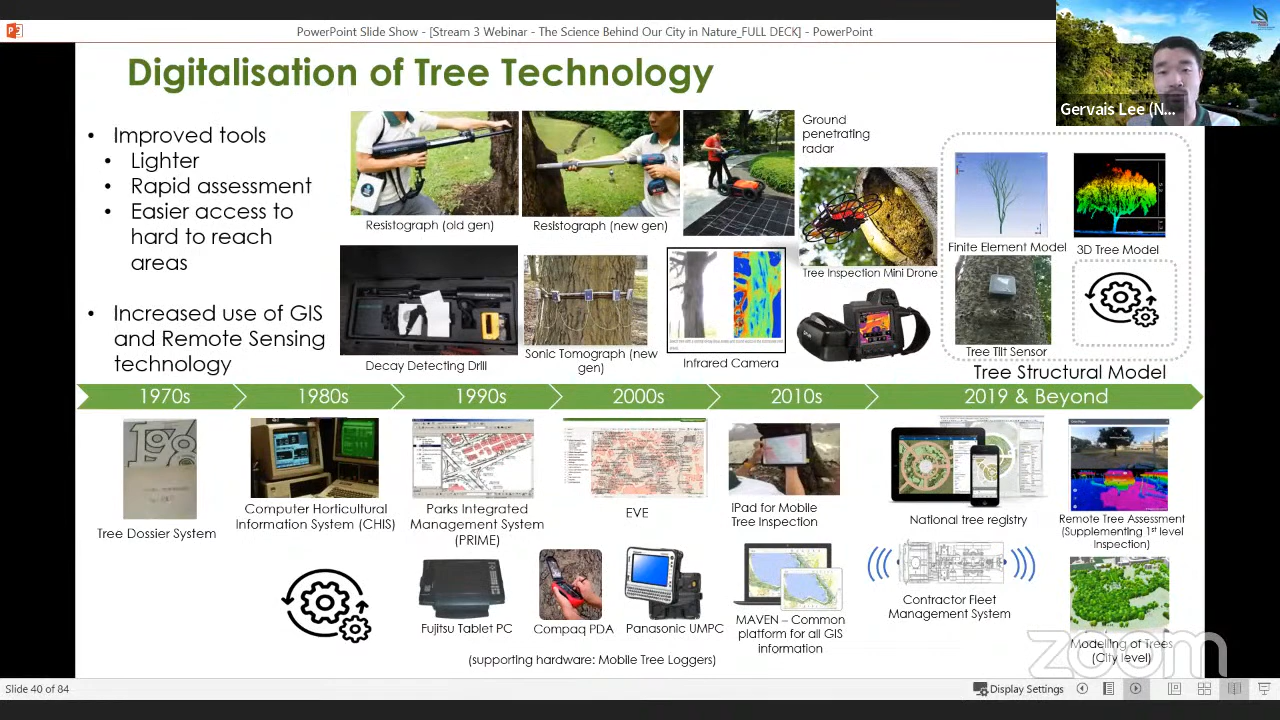 PowerPoint Slide Show - [Stream 3 Webinar - The Science Behind Our City in Nature_FULL DECK] - PowerPoint
Gervais Lee (N...
Digitalisation of Tree Technology
• Improved tools
• Lighter
• Rapid assessment
• Easier access to
hard to reach
areas
• Increased use of GIS
and Remote Sensing
technology
Resistograph (old gen)
Resistograph (new gen)
Ground
penetrating
radar
Tree Inspection Mini Drone
Finite Element Model
3D Tree Model
Decay Detecting Drill
Sonic Tomograph (new
gen)
Infrared Camera
Tree Tilt Sensor
Tree Structural Model
1970s
1980s
1990s
2000s
2010s
2019 & Beyond
Tree Dossier System
Computer Horticultural
Information System (CHIS)
Parks Integrated
Management System
(PRIME)
EVE
IPad for Mobile
Tree Inspection
National tree registry
Remote Tree Assessment
(Supplementing 1st level
Inspection)
Fujitsu Tablet PC
Compaq PDA
Panasonic UMPC
MAVEN – Common
platform for all GIS
information
Contractor Fleet
Management System
Modelling of Trees
(City level)
(supporting hardware: Mobile Tree Loggers)
zoom
Slide 40 of 84
Display Settings